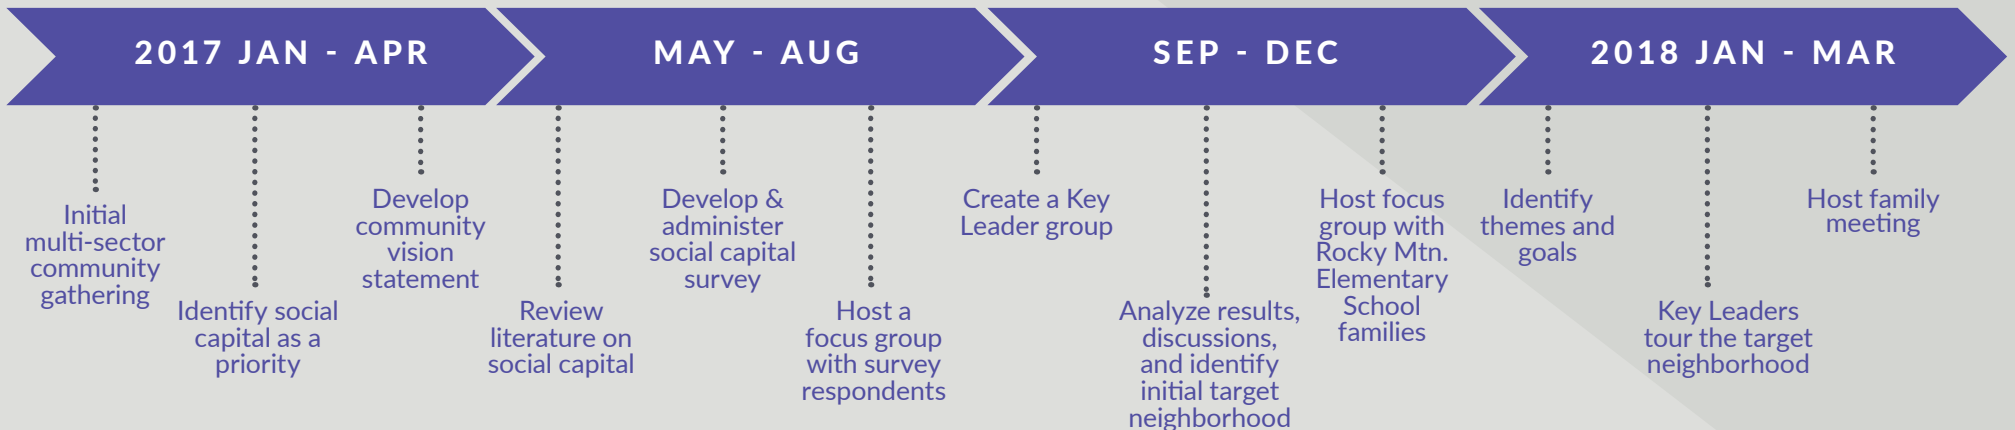 2017 JAN - APR
MAY - AUG
SEP - DEC
2018 JAN - MAR
Initial
multi-sector
community
gathering
Identify social
capital as a
priority
Develop
community
vision
statement
Review
literature on
social capital
Develop &
administer
social capital
survey
Host a
focus group
with survey
respondents
Create a Key
Leader group
Analyze results,
discussions,
and identify
initial target
neighborhood
Host focus
group with
Rocky Mtn.
Elementary
School
families
Identify
themes and
goals
Key Leaders
tour the target
neighborhood
Host family
meeting